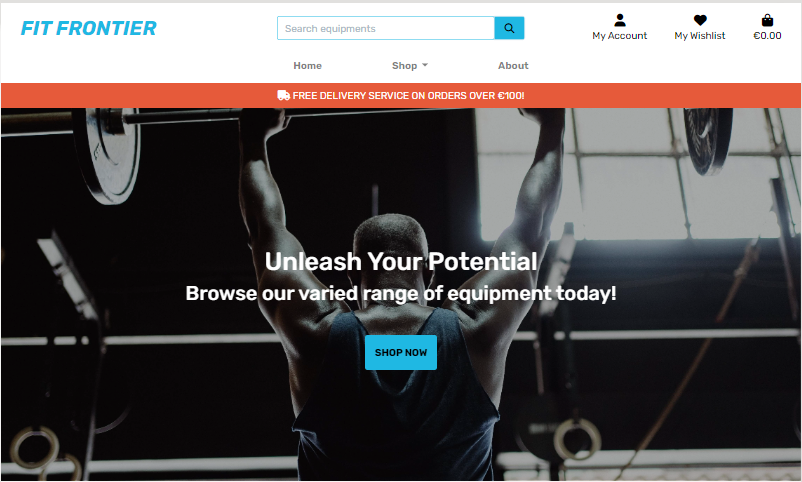 FIT FRONTIER
Search equipments
My Account
My Wishlist
€0.00
Home
Shop
About
FREE DELIVERY SERVICE ON ORDERS OVER €100!
Unleash Your Potential
Browse our varied range of equipment today!
SHOP NOW